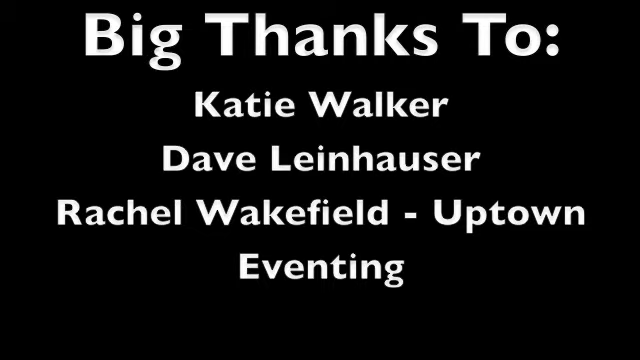 Big Thanks To:
Katie Walker
Dave Leinhauser
Rachel Wakefield - Uptown
Eventing